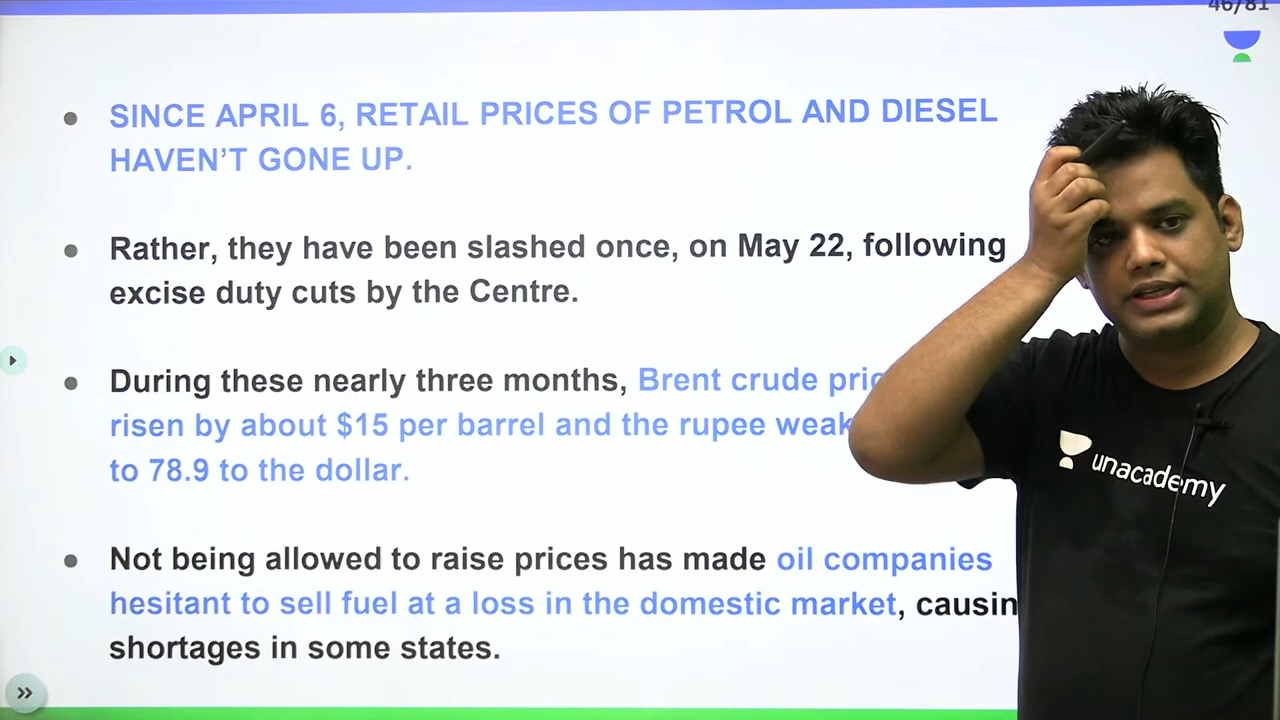 46/81
SINCE APRIL 6, RETAIL PRICES OF PETROL AND DIESEL
HAVEN'T GONE UP.
Rather, they have been slashed once, on May 22, following
excise duty cuts by the Centre.
During these nearly three months, Brent crude
risen by about $15 per barrel and the rupee
to 78.9 to the dollar.
Not being allowed to raise prices has made oil companies
hesitant to sell fuel at a loss in the domestic market,
shortages in some states.
unacademy